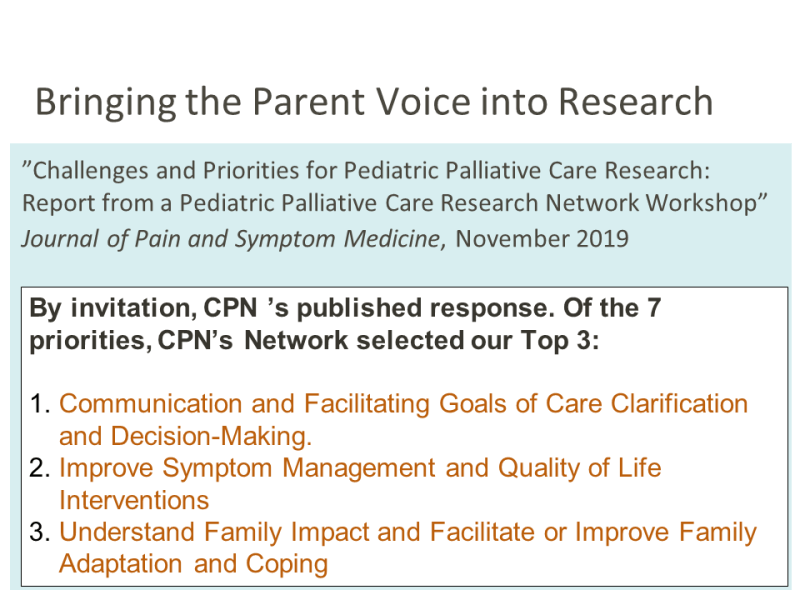 Bringing the Parent Voice into Research
”Challenges and Priorities for Pediatric Palliative Care Research:
Report from a Pediatric Palliative Care Research Network Workshop”
Journal of Pain and Symptom Medicine, November 2019
By invitation, CPN ’s published response. Of the 7
priorities, CPN’s Network selected our Top 3:
1. Communication and Facilitating Goals of Care Clarification
and Decision-Making.
2. Improve Symptom Management and Quality of Life
Interventions
3. Understand Family Impact and Facilitate or Improve Family
Adaptation and Coping